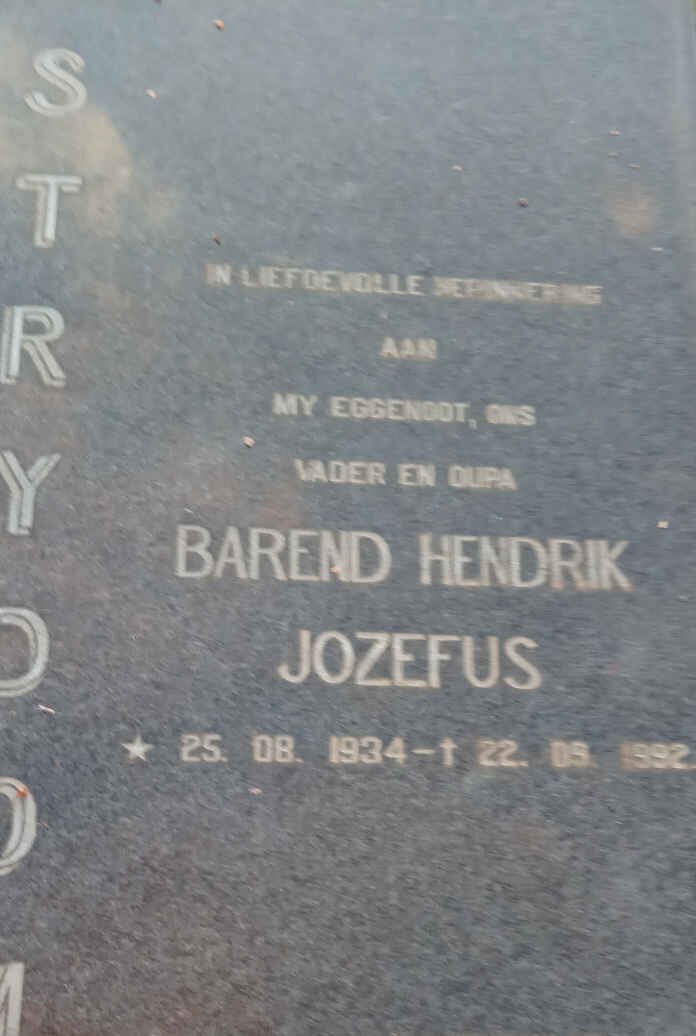 STRYDOM
IN LIEFDEVOLLE HERINNERING
AAN
MY EGGENOOT, ONS
VADER EN OUPA
BAREND HENDRIK
JOZEFUS
★ 25. 08. 1934 – † 22. 09. 1992.